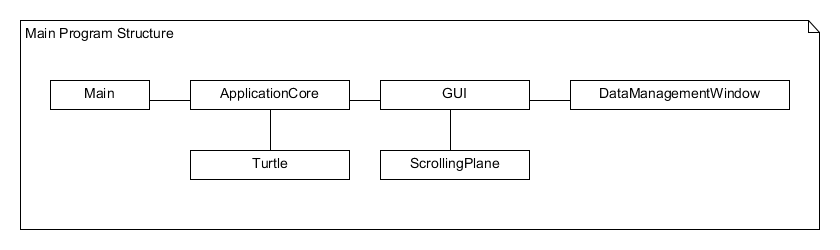 Main Program Structure
Main
ApplicationCore
GUI
DataManagementWindow
Turtle
ScrollingPlane